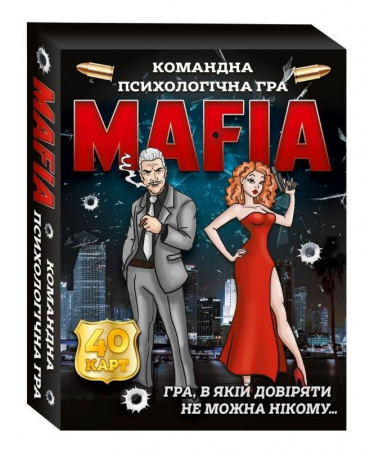 КОМАНДНА
ПСИХОЛОГІЧНА ГРА
MAFIA
40
КАРТ
ГРА, В ЯКІЙ ДОВІРЯТИ
НЕ МОЖНА НІКОМУ...
MAFIA
КОМАНДНА
ПСИХОЛОГІЧНА ГРА